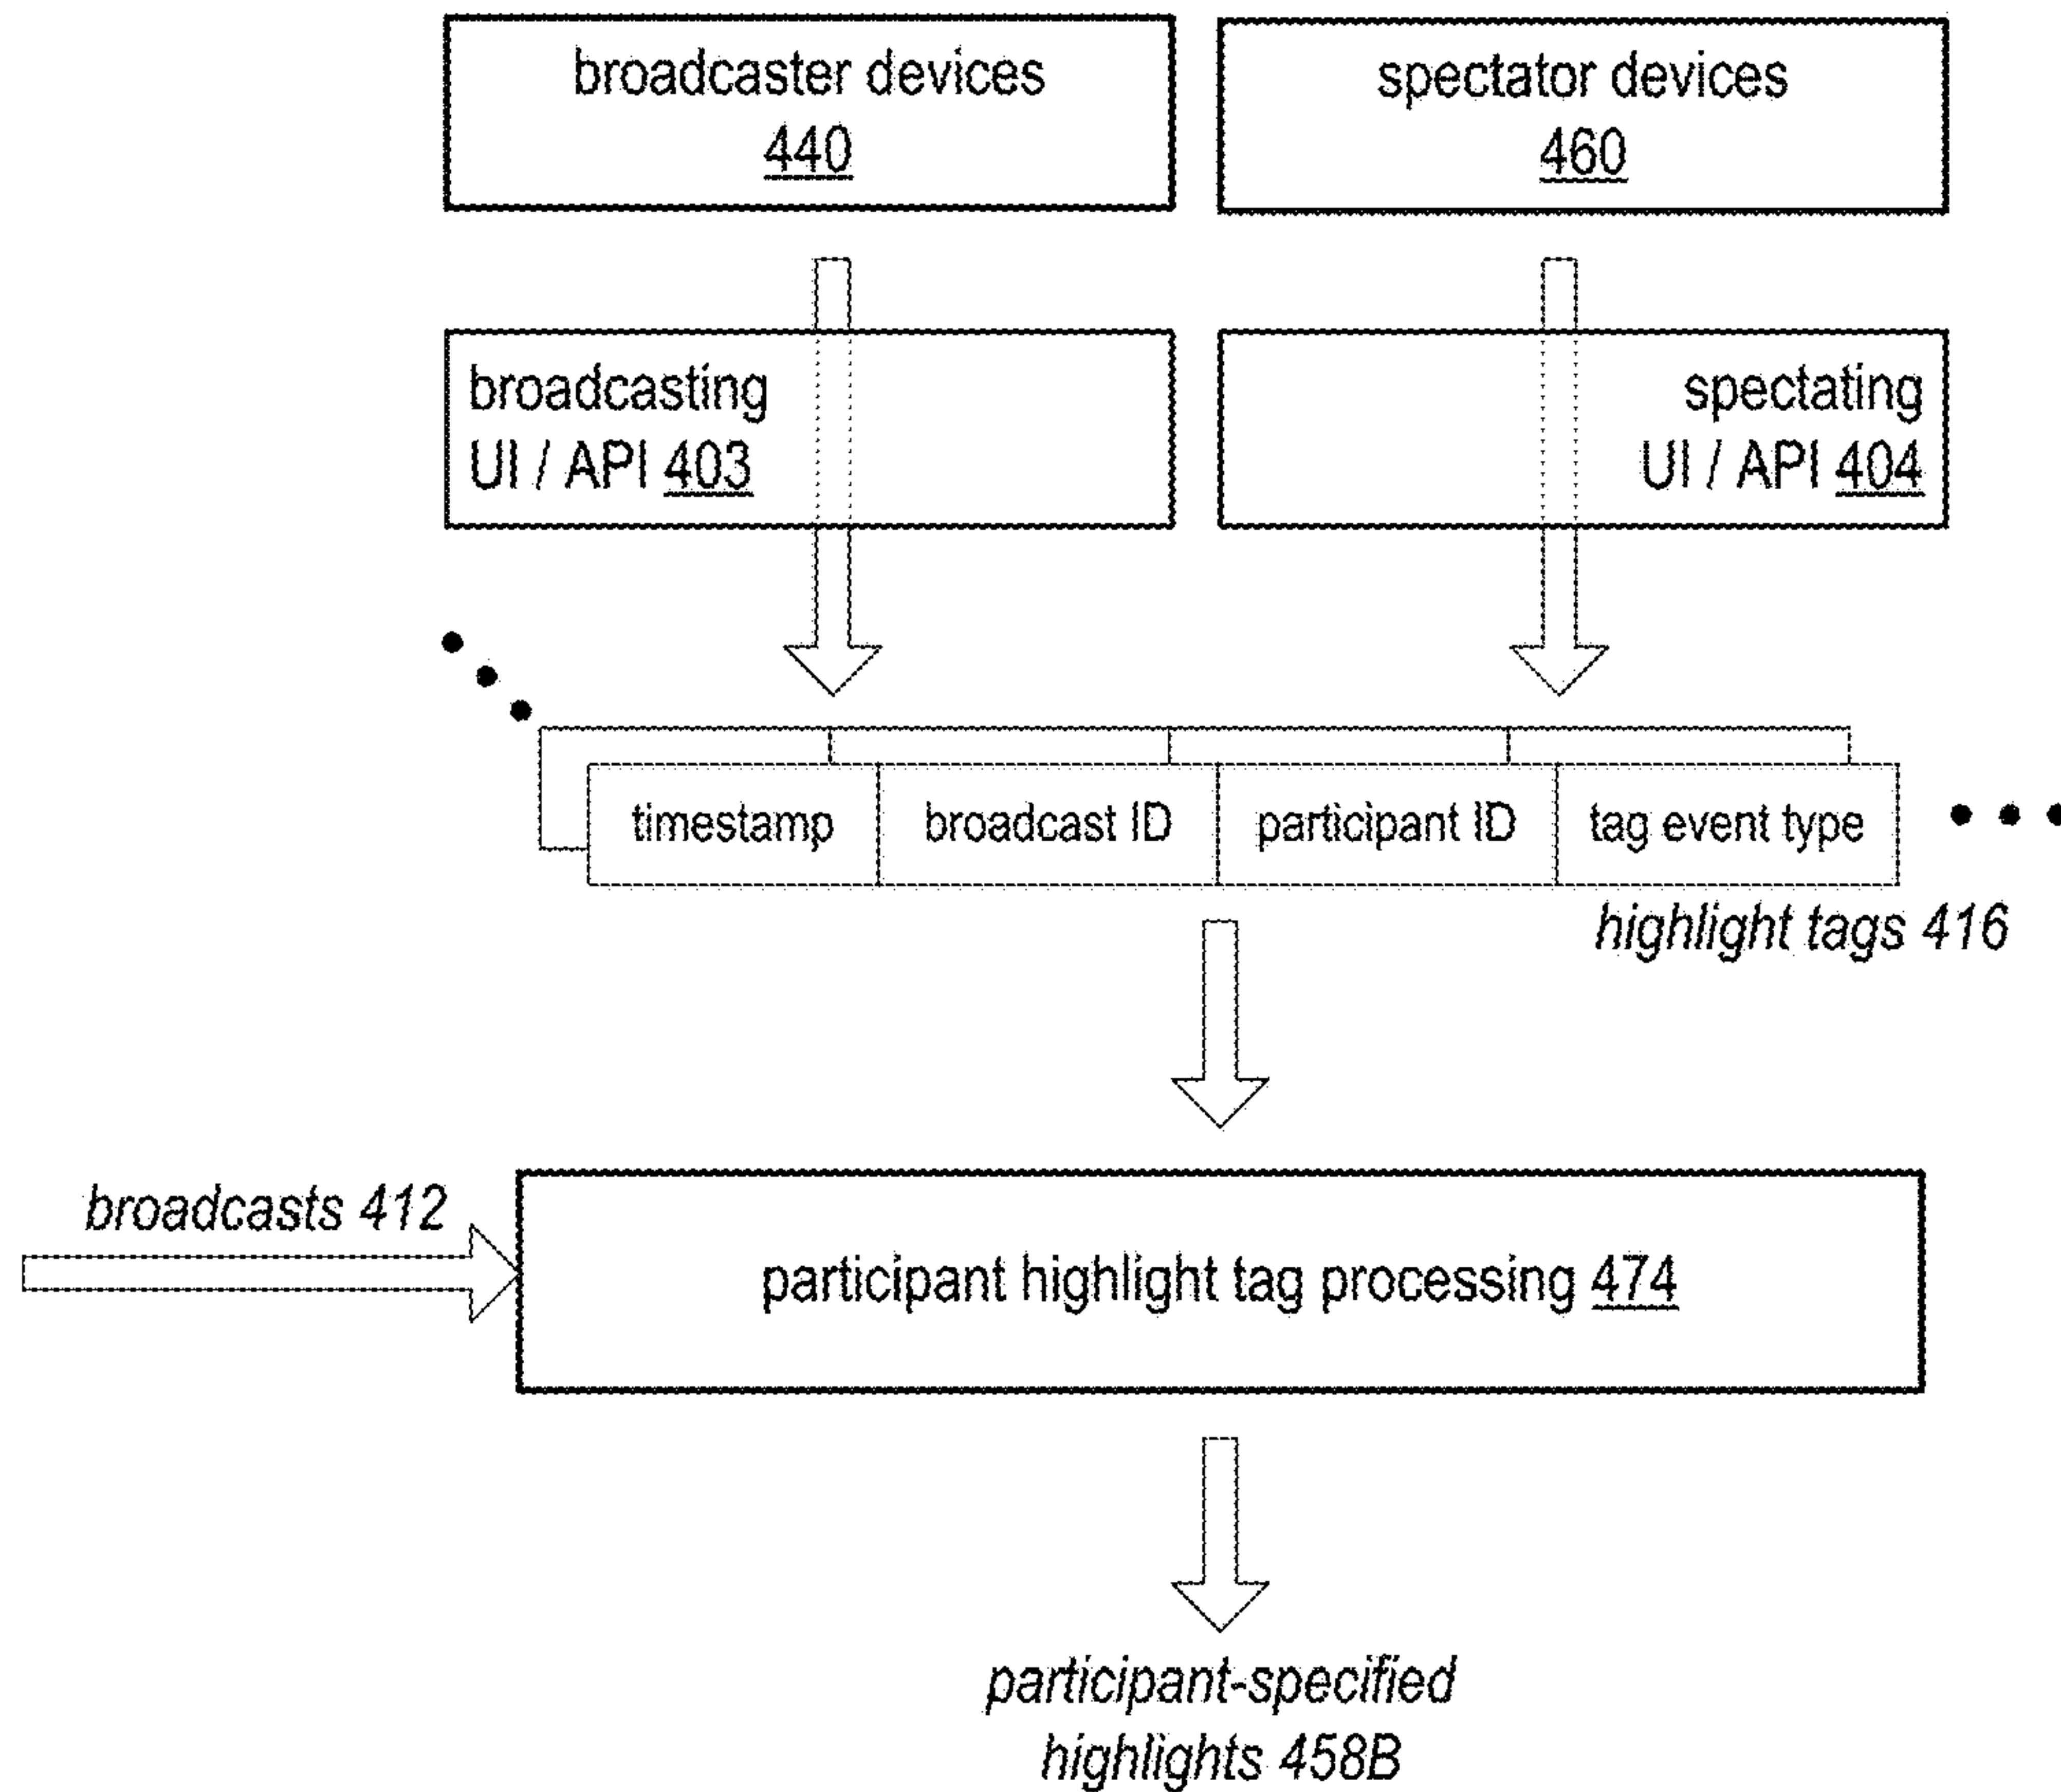 broadcaster devices
440
spectator devices
460
broadcasting
UI / API 403
spectating
UI / API 404
timestamp
broadcast ID
participant ID
tag event type
highlight tags 416
broadcasts 412
participant highlight tag processing 474
participant-specified
highlights 458B